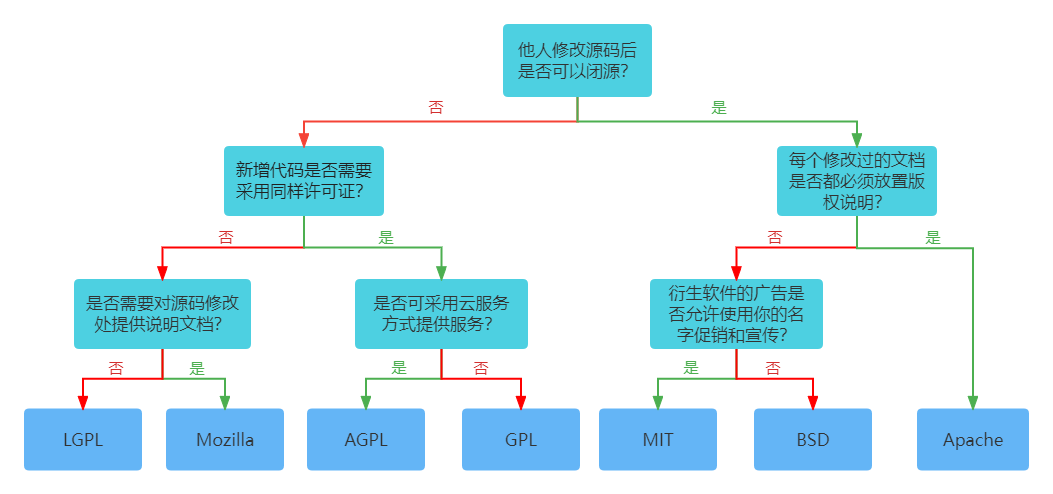 他人修改源码后
是否可以闭源?
否
是
新增代码是否需要
采用同样许可证?
每个修改过的文档
是否都必须放置版
权说明?
否
是
否
是
是否需要对源码修改
处提供说明文档?
是否可采用云服务
方式提供服务?
衍生软件的广告是
否允许使用你的名
字促销和宣传?
否
是
是
否
是
否
LGPL
Mozilla
AGPL
GPL
MIT
BSD
Apache